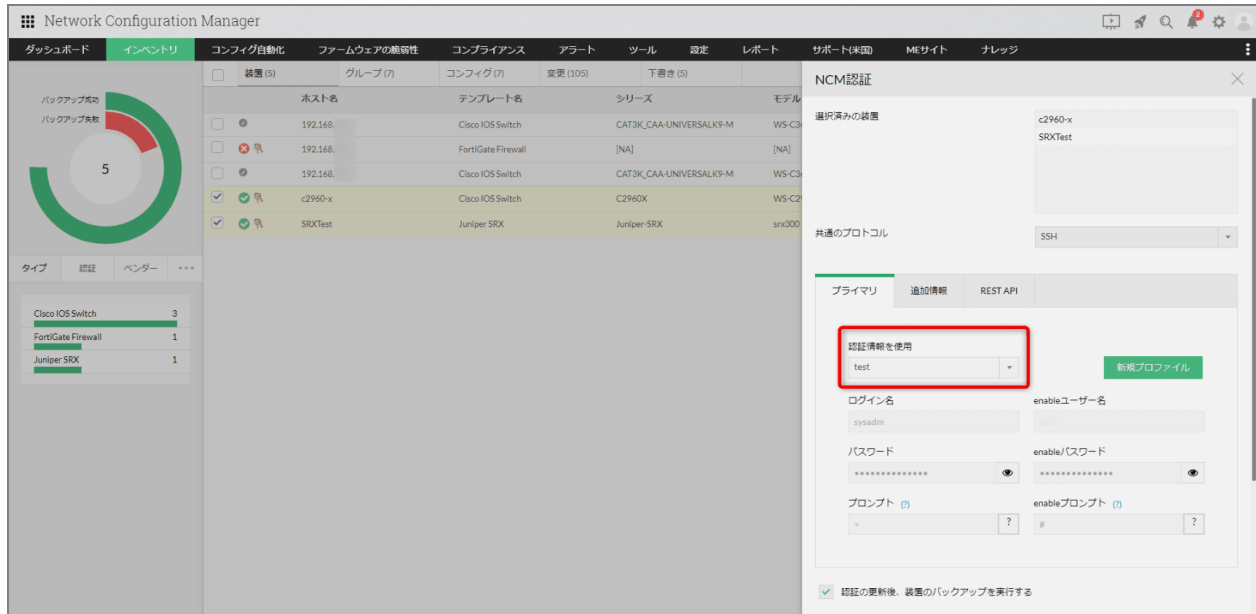 Network Configuration Manager
2
ダッシュボード インベントリ コンフィグ自動化 ファームウェアの脆弱性 コンプライアンス アラート ツール 設定 レポート サポート(米国) MEサイト ナレッジ
バックアップ成功
バックアップ失敗
5
タイプ 認証 ベンダー
Cisco IOS Switch 3
FortiGate Firewall 1
Juniper SRX 1
装置 (5) グループ (7) コンフィグ (7) 変更 (105) 下書き (5)
ホスト名 テンプレート名 シリーズ モデル
192.168. Cisco IOS Switch CAT3K_CAA-UNIVERSALK9-M WS-C3
192.168. FortiGate Firewall [NA] [NA]
192.168. Cisco IOS Switch CAT3K_CAA-UNIVERSALK9-M WS-C3
c2960-x Cisco IOS Switch C2960X WS-C2
SRXTest Juniper SRX Juniper-SRX srx300
NCM認証
選択済みの装置
c2960-x
SRXTest
共通のプロトコル SSH
プライマリ 追加情報 REST API
認証情報を使用
test
新規プロファイル
ログイン名 enableユーザー名
sysadm
パスワード enableパスワード
************** **************
プロンプト (?) enableプロンプト (?)
> ? # ?
認証の更新後、装置のバックアップを実行する